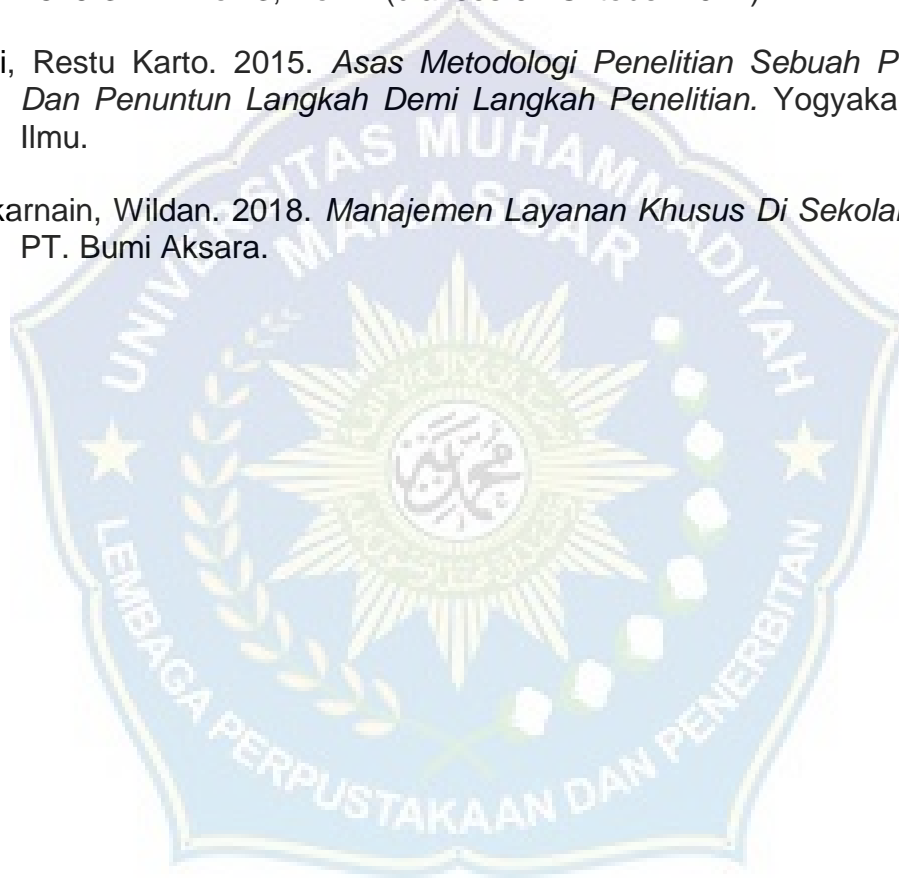 i, Restu Karto. 2015. Asas Metodologi Penelitian Sebuah P
Dan Penuntun Langkah Demi Langkah Penelitian. Yogyaka
Ilmu.
karnain, Wildan. 2018. Manajemen Layanan Khusus Di Sekola
PT. Bumi Aksara.
UNIVERSITAS MUHAMMADIYAH
MAKASSAR
LEMBAGA PERPUSTAKAAN DAN PENERBITAN